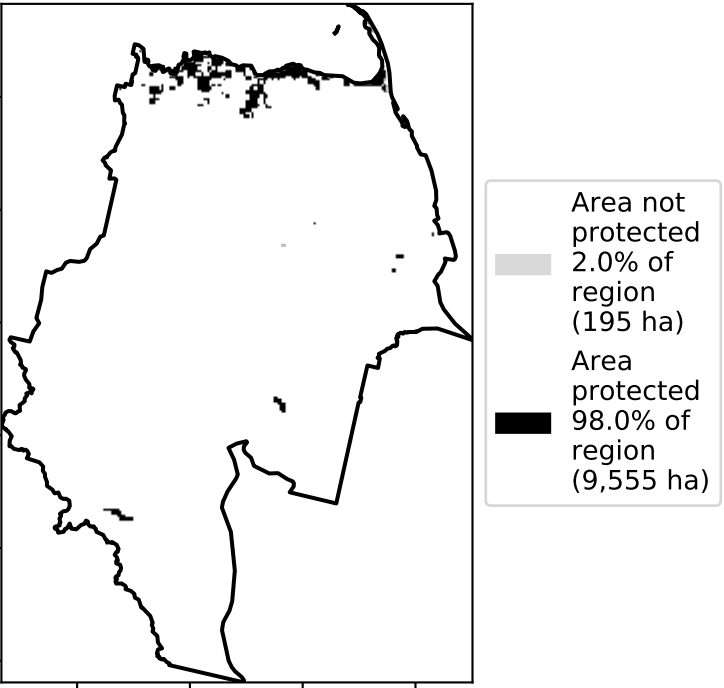 Area not
protected
2.0% of
region
(195 ha)
Area
protected
98.0% of
region
(9,555 ha)